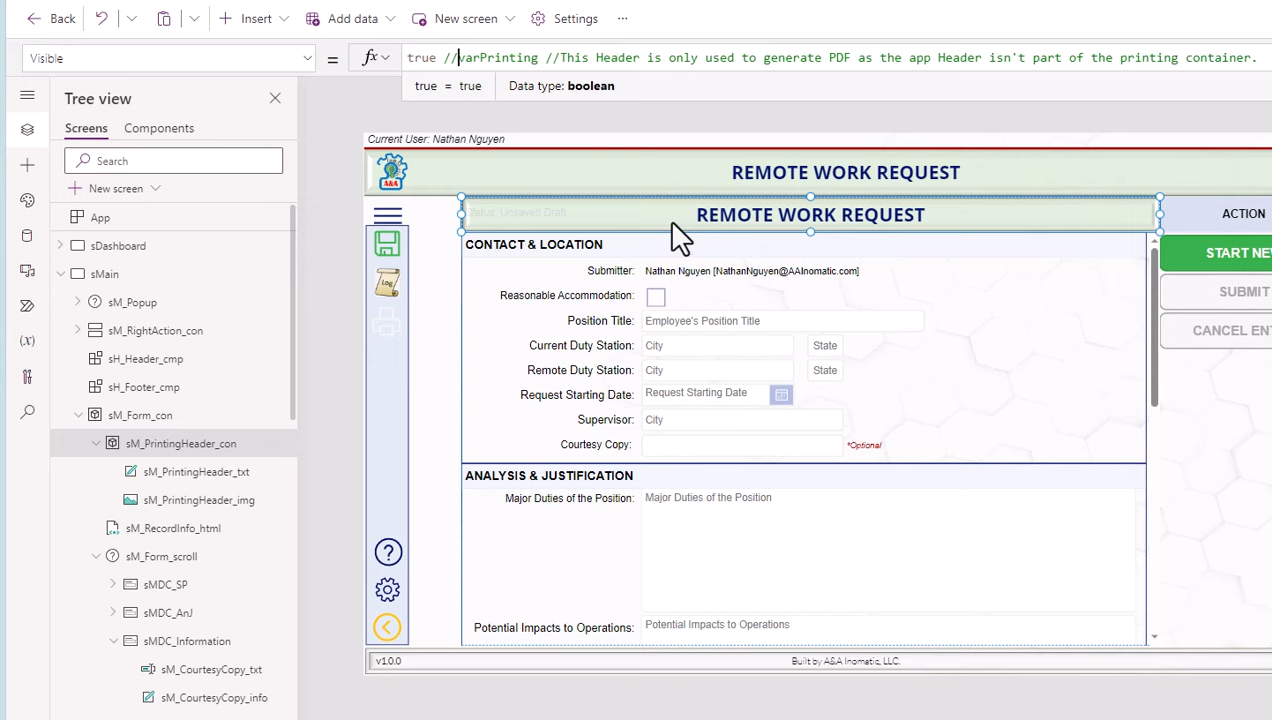 Back
Insert
Add data
New screen
Settings
...
Visible
=
fx
true //varPrinting //This Header is only used to generate PDF as the app Header isn't part of the printing container.
true = true
Data type: boolean
Tree view
Screens
Components
Search
New screen
App
sDashboard
sMain
sM_Popup
sM_RightAction_con
sH_Header_cmp
sH_Footer_cmp
sM_Form_con
sM_PrintingHeader_con
sM_PrintingHeader_txt
sM_PrintingHeader_img
sM_RecordInfo_html
sM_Form_scroll
sMDC_SP
sMDC_AnJ
sMDC_Information
sM_CourtesyCopy_txt
sM_CourtesyCopy_info
Current User: Nathan Nguyen
A&A
REMOTE WORK REQUEST
Status: Unsaved Draft
REMOTE WORK REQUEST
ACTION
LOG
CONTACT & LOCATION
Submitter: Nathan Nguyen [NathanNguyen@AAInomatic.com]
Reasonable Accommodation:
Position Title: Employee's Position Title
Current Duty Station: City State
Remote Duty Station: City State
Request Starting Date: Request Starting Date
Supervisor: City
Courtesy Copy: *Optional
START NE
SUBMIT
CANCEL ENT
ANALYSIS & JUSTIFICATION
Major Duties of the Position: Major Duties of the Position
Potential Impacts to Operations: Potential Impacts to Operations
v1.0.0
Built by A&A Inomatic, LLC.